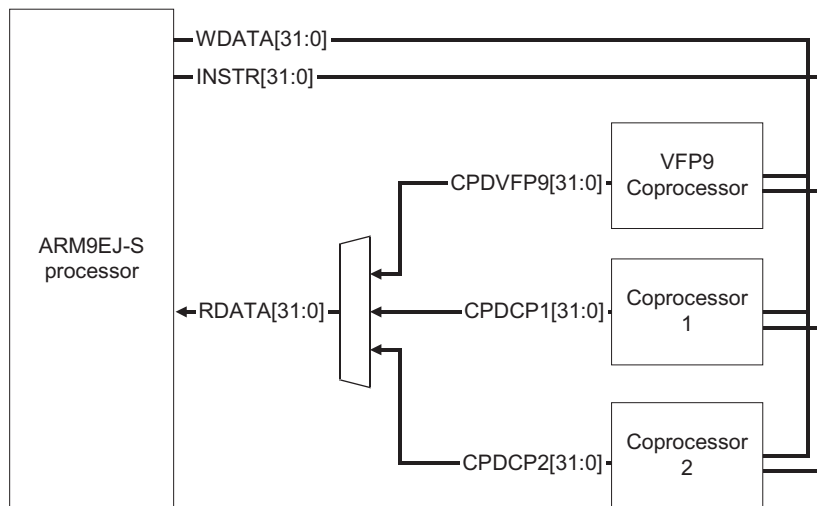 WDATA[31:0]
INSTR[31:0]
VFP9
Coprocessor
CPDVFP9[31:0]
ARM9EJ-S
processor
RDATA[31:0]
CPDCP1[31:0]
Coprocessor
1
CPDCP2[31:0]
Coprocessor
2